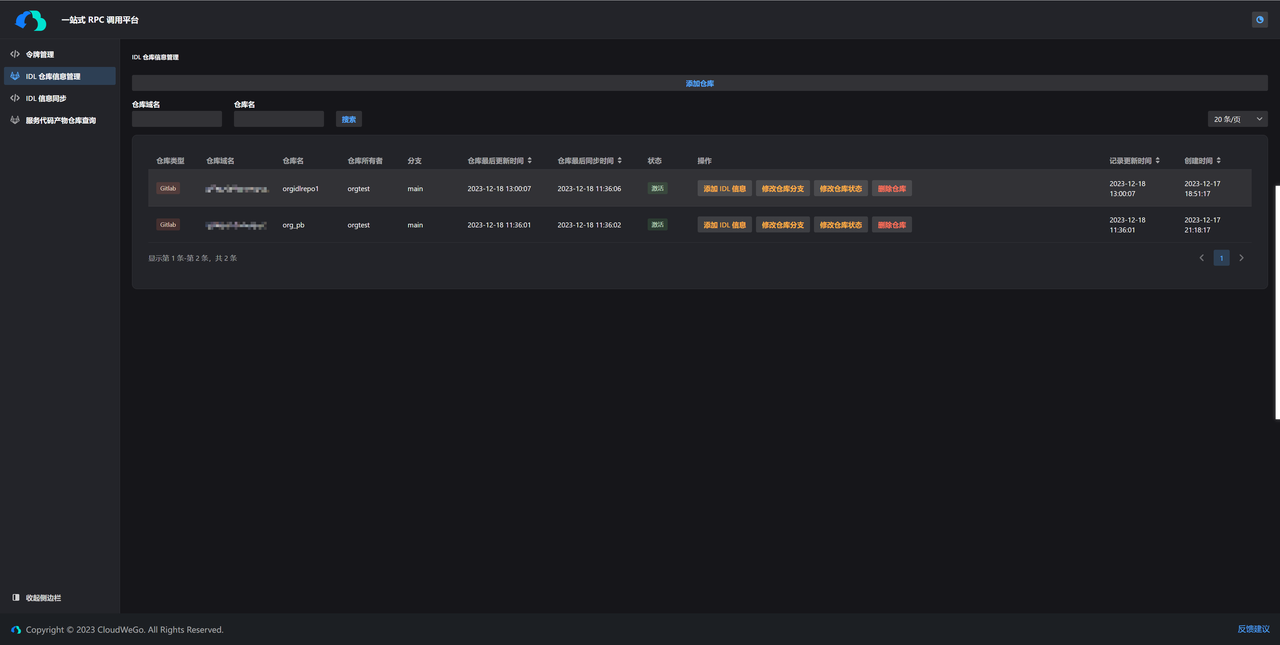 一站式 RPC 调用平台
令牌管理
IDL 仓库信息管理
IDL 信息同步
服务代码产物仓库查询
IDL 仓库信息管理
添加仓库
仓库域名 仓库名
搜索 20 条/页
仓库类型 仓库域名 仓库名 仓库所有者 分支 仓库最后更新时间 仓库最后同步时间 状态 操作 记录更新时间 创建时间
Gitlab orgidlrepo1 orgtest main 2023-12-18 13:00:07 2023-12-18 11:36:06 激活 添加 IDL 信息 修改仓库分支 修改仓库状态 删除仓库 2023-12-18 13:00:07 2023-12-17 18:51:17
Gitlab org_pb orgtest main 2023-12-18 11:36:01 2023-12-18 11:36:02 激活 添加 IDL 信息 修改仓库分支 修改仓库状态 删除仓库 2023-12-18 11:36:01 2023-12-17 21:18:17
显示第 1 条-第 2 条，共 2 条 1
收起侧边栏
Copyright © 2023 CloudWeGo. All Rights Reserved. 反馈建议